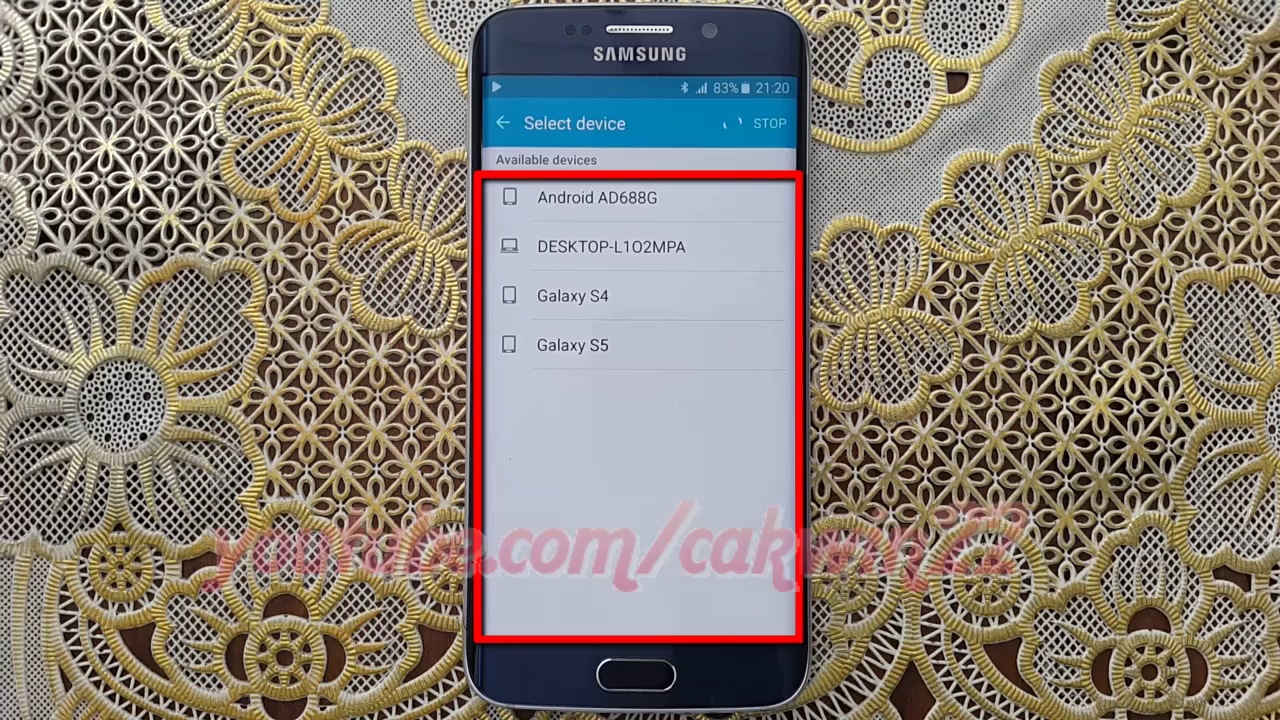 SAMSUNG
83% 21:20
Select device STOP
Available devices
Android AD688G
DESKTOP-L1O2MPA
Galaxy S4
Galaxy S5